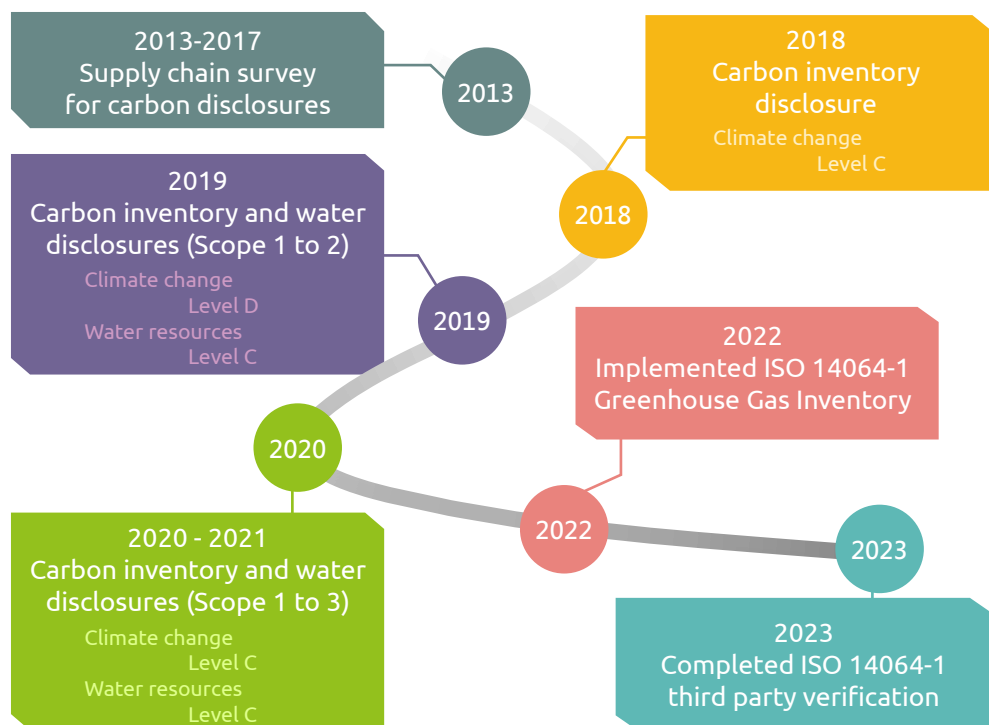 2013-2017
Supply chain survey
for carbon disclosures
2013
2018
Carbon inventory
disclosure
Climate change
Level C
2018
2019
Carbon inventory and water
disclosures (Scope 1 to 2)
Climate change
Level D
Water resources
Level C
2019
2020
2020 - 2021
Carbon inventory and water
disclosures (Scope 1 to 3)
Climate change
Level C
Water resources
Level C
2022
Implemented ISO 14064-1
Greenhouse Gas Inventory
2022
2023
2023
Completed ISO 14064-1
third party verification